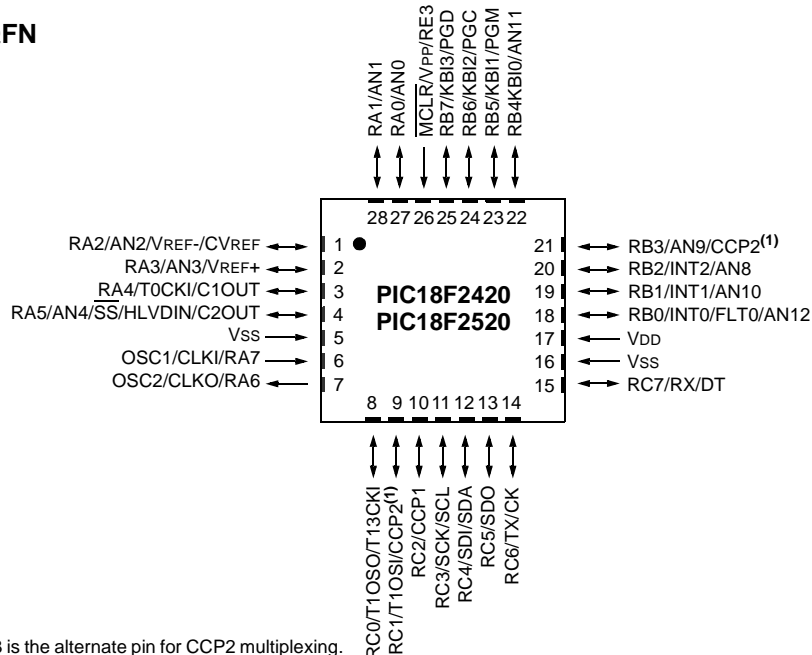 RA1/AN1
RA0/AN0
MCLR/VPP/RE3
RB7/KBI3/PGD
RB6/KBI2/PGC
RB5/KBI1/PGM
RB4KBI0/AN11
28 27 26 25 24 23 22
RA2/AN2/VREF-/CVREF 1
RA3/AN3/VREF+ 2
RA4/T0CKI/C1OUT 3
RA5/AN4/SS/HLVDIN/C2OUT 4
VSS 5
OSC1/CLKI/RA7 6
OSC2/CLKO/RA6 7
PIC18F2420
PIC18F2520
21 RB3/AN9/CCP2(1)
20 RB2/INT2/AN8
19 RB1/INT1/AN10
18 RB0/INT0/FLT0/AN12
17 VDD
16 VSS
15 RC7/RX/DT
8 9 10 11 12 13 14
RC0/T1OSO/T13CKI
RC1/T1OSI/CCP2(1)
RC2/CCP1
RC3/SCK/SCL
RC4/SDI/SDA
RC5/SDO
RC6/TX/CK
is the alternate pin for CCP2 multiplexing.